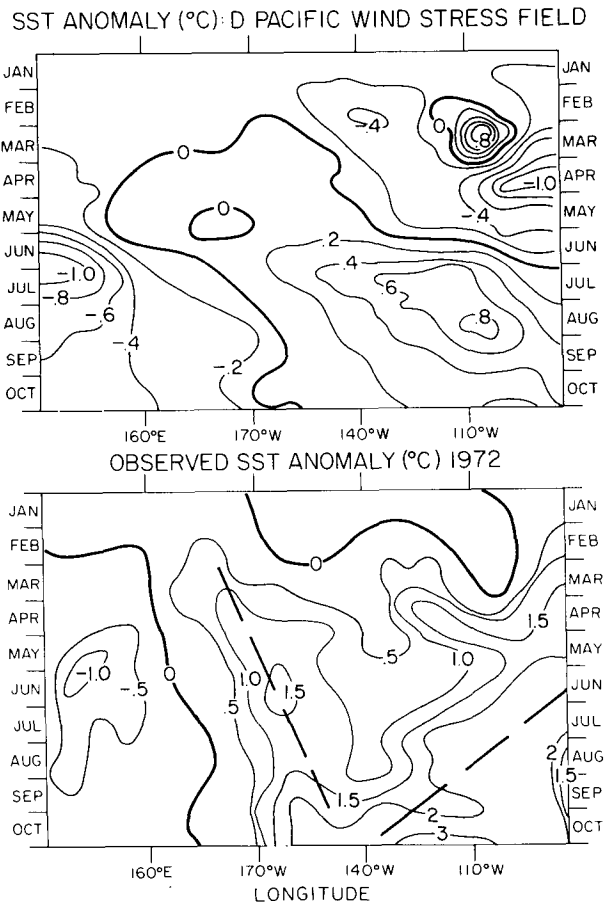 SST ANOMALY (°C): D PACIFIC WIND STRESS FIELD
JAN
FEB
MAR
APR
MAY
JUN
JUL
AUG
SEP
OCT
0
0
-.4
0
.8
-1.0
-.4
.2
.4
.6
.8
-1.0
-.8
-.6
-.4
-.2
JAN
FEB
MAR
APR
MAY
JUN
JUL
AUG
SEP
OCT
160°E 170°W 140°W 110°W
OBSERVED SST ANOMALY (°C) 1972
JAN
FEB
MAR
APR
MAY
JUN
JUL
AUG
SEP
OCT
0
1.5
.5
1.0
-1.0
-.5
0
1.0
.5
1.5
2
1.5
1.5
2
3
JAN
FEB
MAR
APR
MAY
JUN
JUL
AUG
SEP
OCT
160°E 170°W 140°W 110°W
LONGITUDE